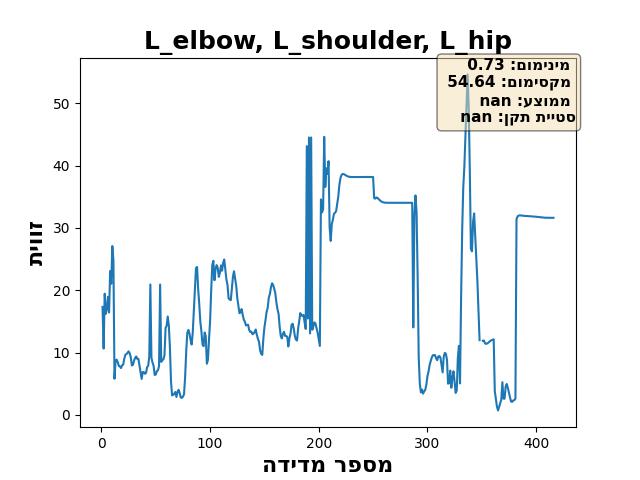 L_elbow, L_shoulder, L_hip
מינימום: 0.73
מקסימום: 54.64
ממוצע: nan
סטיית תקן: nan
זווית
50
40
30
20
10
0
0 100 200 300 400
מספר מדידה